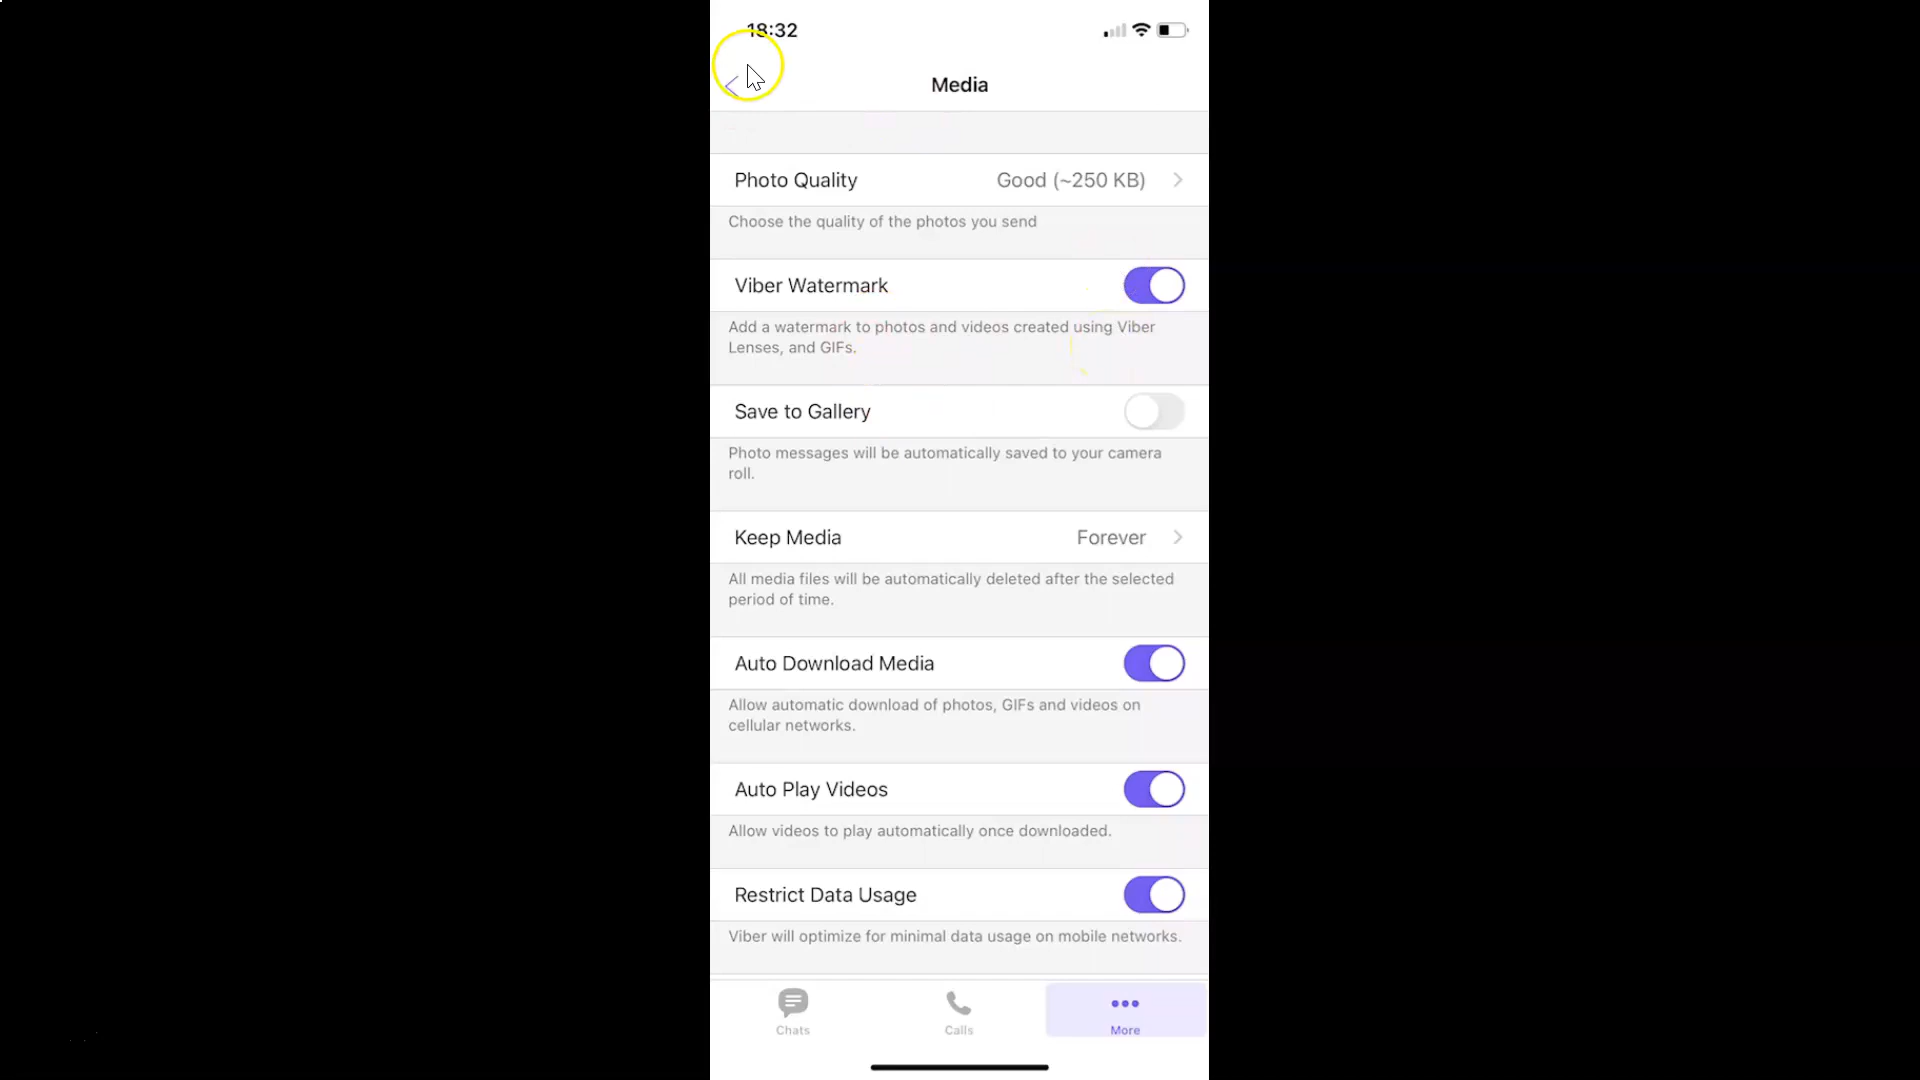 18:32
Media
Photo Quality Good (~250 KB)
Choose the quality of the photos you send
Viber Watermark
Add a watermark to photos and videos created using Viber
Lenses, and GIFs.
Save to Gallery
Photo messages will be automatically saved to your camera
roll.
Keep Media Forever
All media files will be automatically deleted after the selected
period of time.
Auto Download Media
Allow automatic download of photos, GIFs and videos on
cellular networks.
Auto Play Videos
Allow videos to play automatically once downloaded.
Restrict Data Usage
Viber will optimize for minimal data usage on mobile networks.
Chats Calls More